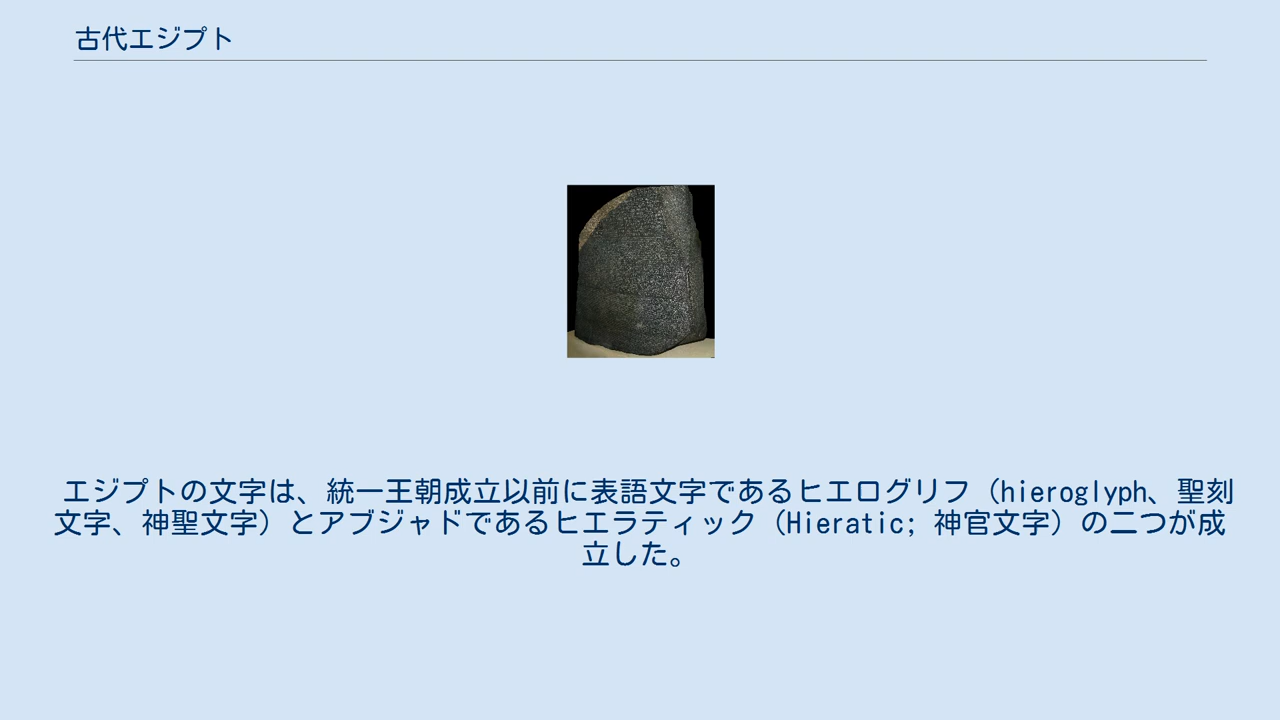 古代エジプト
エジプトの文字は、統一王朝成立以前に表語文字であるヒエログリフ（hieroglyph、聖刻
文字、神聖文字）とアブジャドであるヒエラティック（Hieratic; 神官文字）の二つが成
立した。